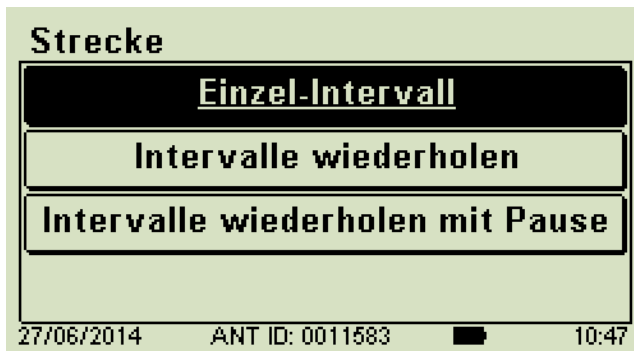 Strecke
Einzel-Intervall
Intervalle wiederholen
Intervalle wiederholen mit Pause
27/06/2014 ANT ID: 0011583 10:47